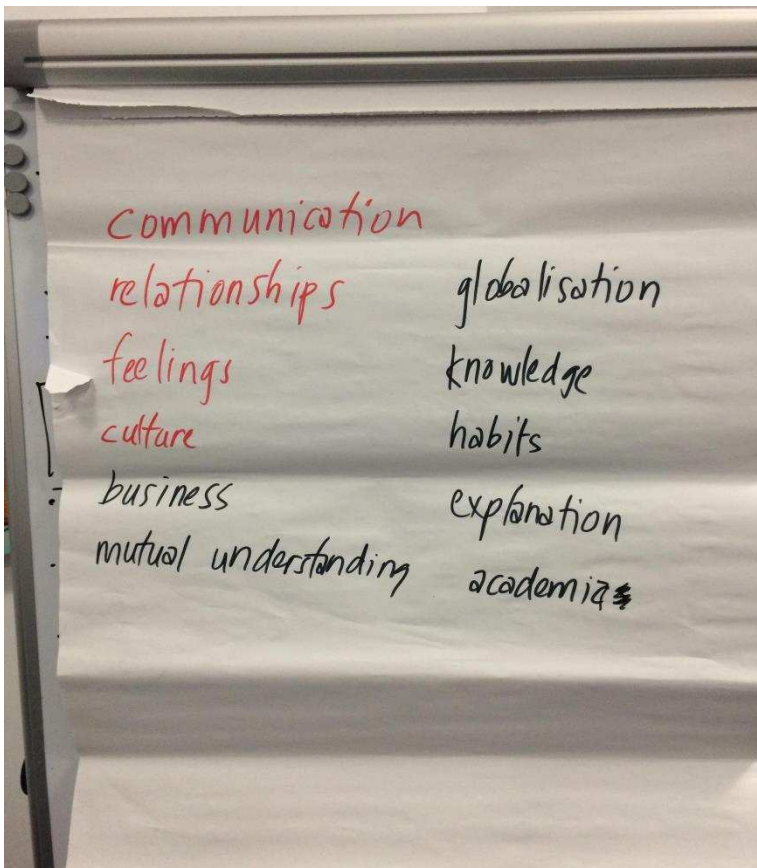 communication
relationships
feelings
culture
business
mutual understanding
globalisation
knowledge
habits
explanation
academia